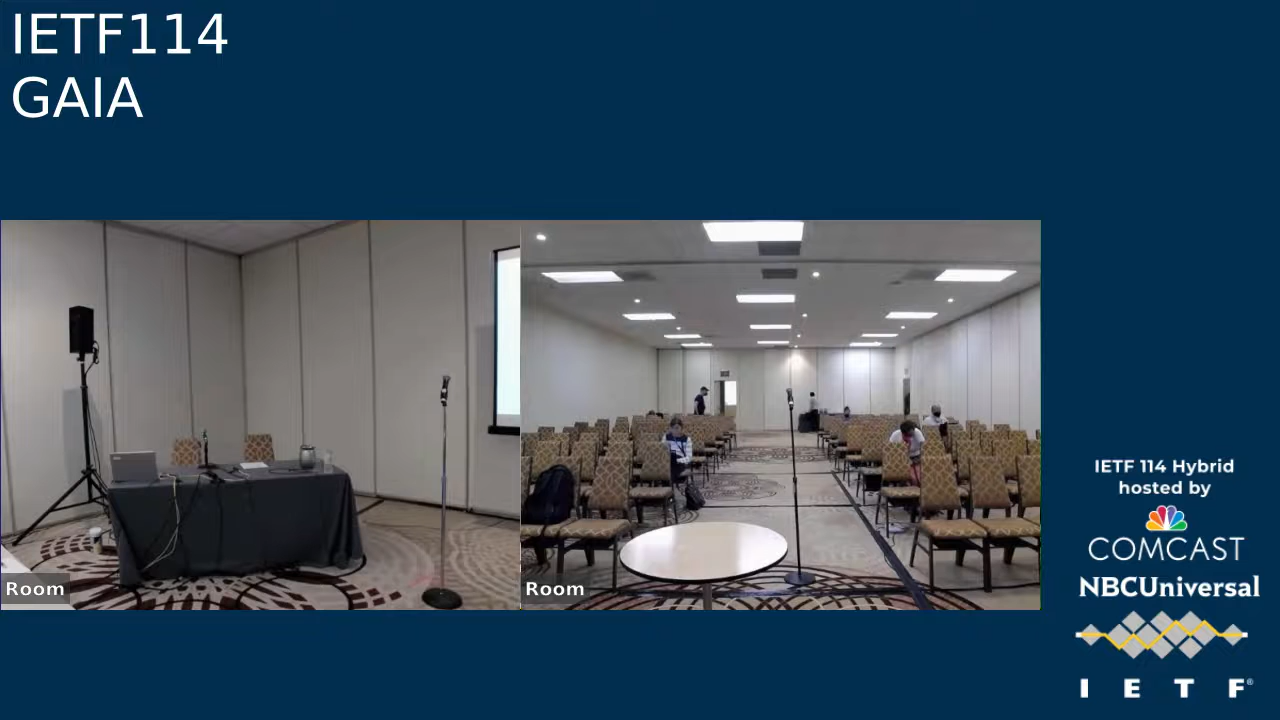 IETF114
GAIA
Room
Room
IETF 114 Hybrid
hosted by
COMCAST
NBCUniversal
I E T F®